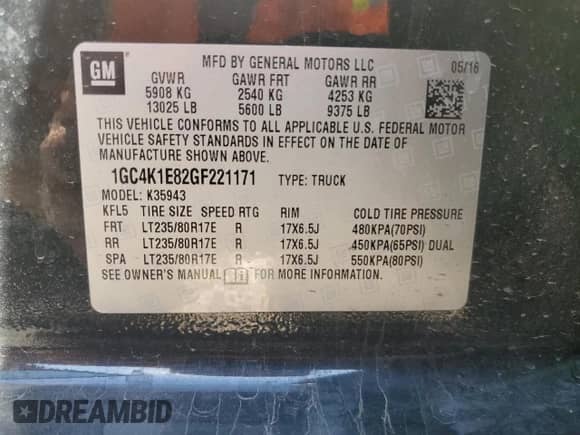 GM
MFD BY GENERAL MOTORS LLC 05/16
GVWR GAWR FRT GAWR RR
5908 KG 2540 KG 4253 KG
13025 LB 5600 LB 9375 LB
THIS VEHICLE CONFORMS TO ALL APPLICABLE U.S. FEDERAL MOTOR
VEHICLE SAFETY STANDARDS IN EFFECT ON THE DATE OF
MANUFACTURE SHOWN ABOVE.
1GC4K1E82GF221171 TYPE: TRUCK
MODEL: K35943
KFL5 TIRE SIZE SPEED RTG RIM COLD TIRE PRESSURE
FRT LT235/80R17E R 17X6.5J 480KPA(70PSI)
RR LT235/80R17E R 17X6.5J 450KPA(65PSI) DUAL
SPA LT235/80R17E R 17X6.5J 550KPA(80PSI)
SEE OWNER'S MANUAL FOR MORE INFORMATION.
DREAMBID